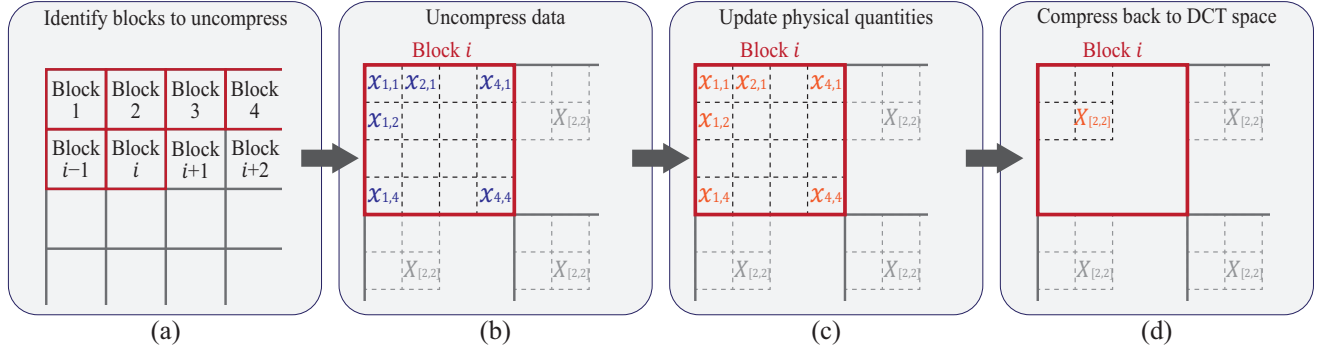 Identify blocks to uncompress
Block 1
Block 2
Block 3
Block 4
Block i−1
Block i
Block i+1
Block i+2
(a)
Uncompress data
Block i
x1,1 x2,1 x4,1
x1,2
x1,4 x4,4
X[2,2]
X[2,2]
X[2,2]
(b)
Update physical quantities
Block i
x1,1 x2,1 x4,1
x1,2
x1,4 x4,4
X[2,2]
X[2,2]
X[2,2]
(c)
Compress back to DCT space
Block i
X[2,2]
X[2,2]
X[2,2]
X[2,2]
(d)